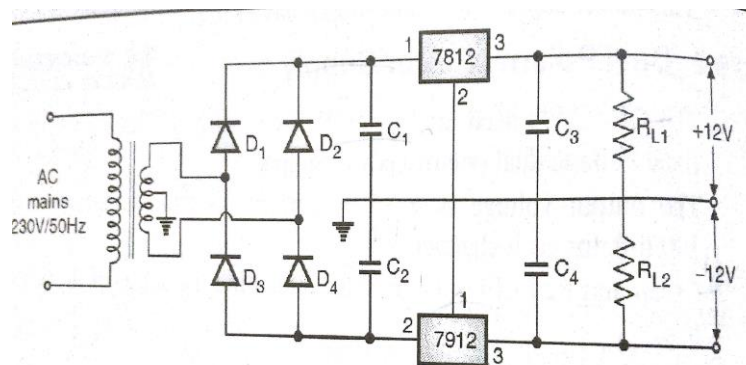 1 7812 3
2
D1 D2 C1 C3 RL1 +12V
AC
mains
230V/50Hz
D3 D4 C2 C4 RL2 −12V
1
2 7912 3